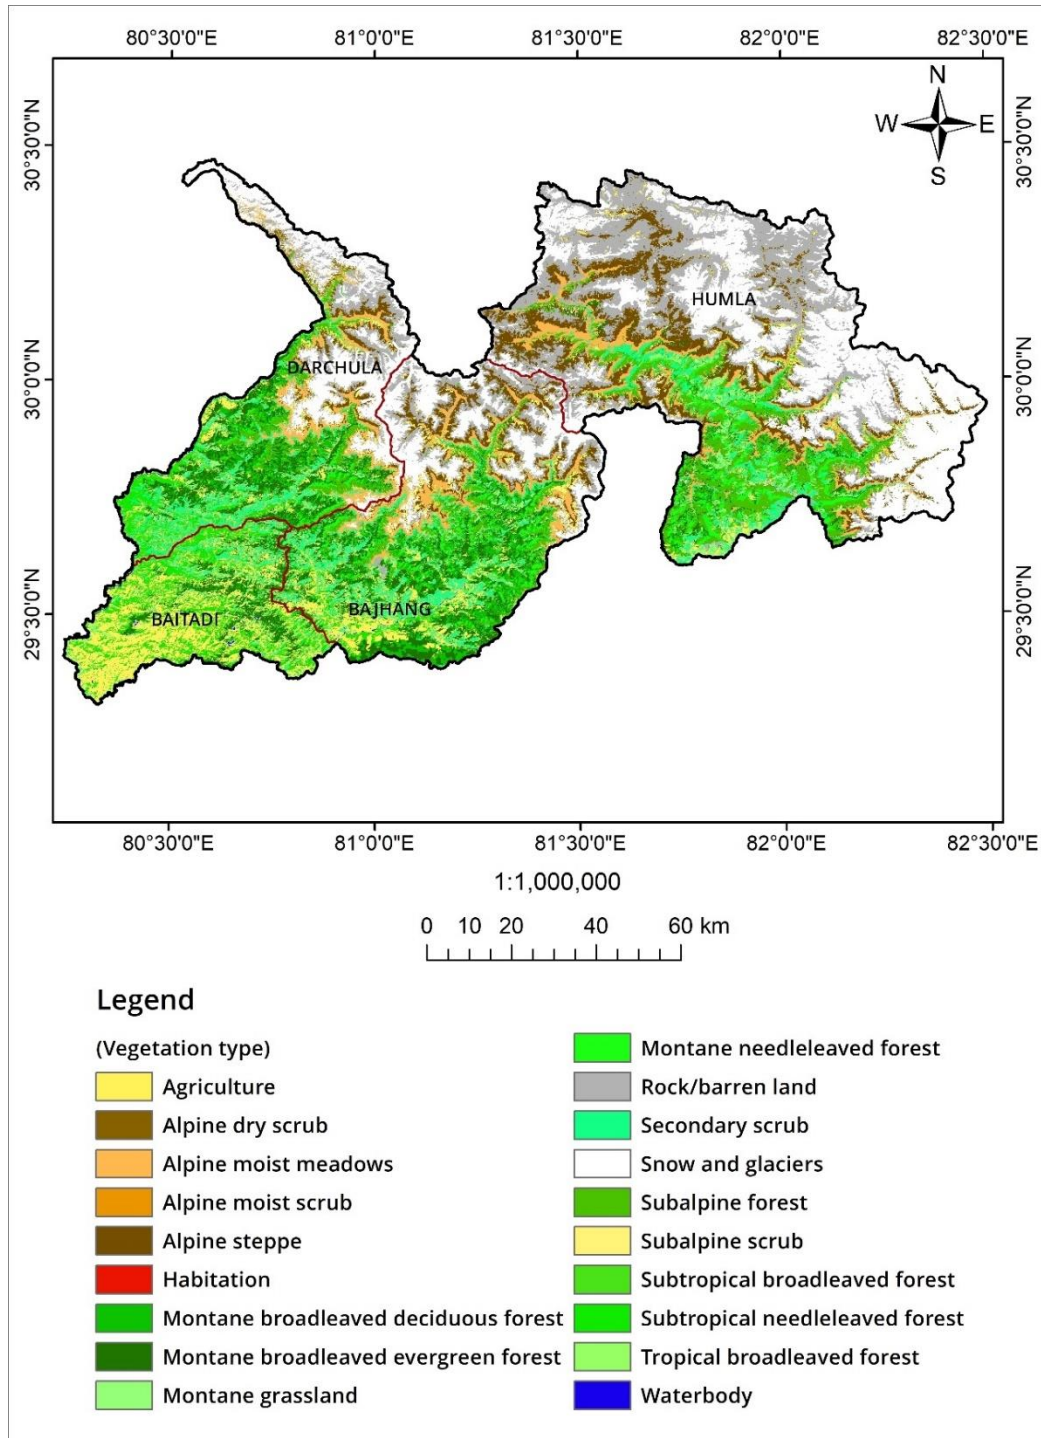 80°30'0"E 81°0'0"E 81°30'0"E 82°0'0"E 82°30'0"E
N
W E
S
30°30'0"N 30°30'0"N
HUMLA
DARCHULA
30°0'0"N 30°0'0"N
BAJHANG
BAITADI
29°30'0"N 29°30'0"N
80°30'0"E 81°0'0"E 81°30'0"E 82°0'0"E 82°30'0"E
1:1,000,000
0 10 20 40 60 km
Legend
(Vegetation type)
Agriculture
Alpine dry scrub
Alpine moist meadows
Alpine moist scrub
Alpine steppe
Habitation
Montane broadleaved deciduous forest
Montane broadleaved evergreen forest
Montane grassland
Montane needleleaved forest
Rock/barren land
Secondary scrub
Snow and glaciers
Subalpine forest
Subalpine scrub
Subtropical broadleaved forest
Subtropical needleleaved forest
Tropical broadleaved forest
Waterbody